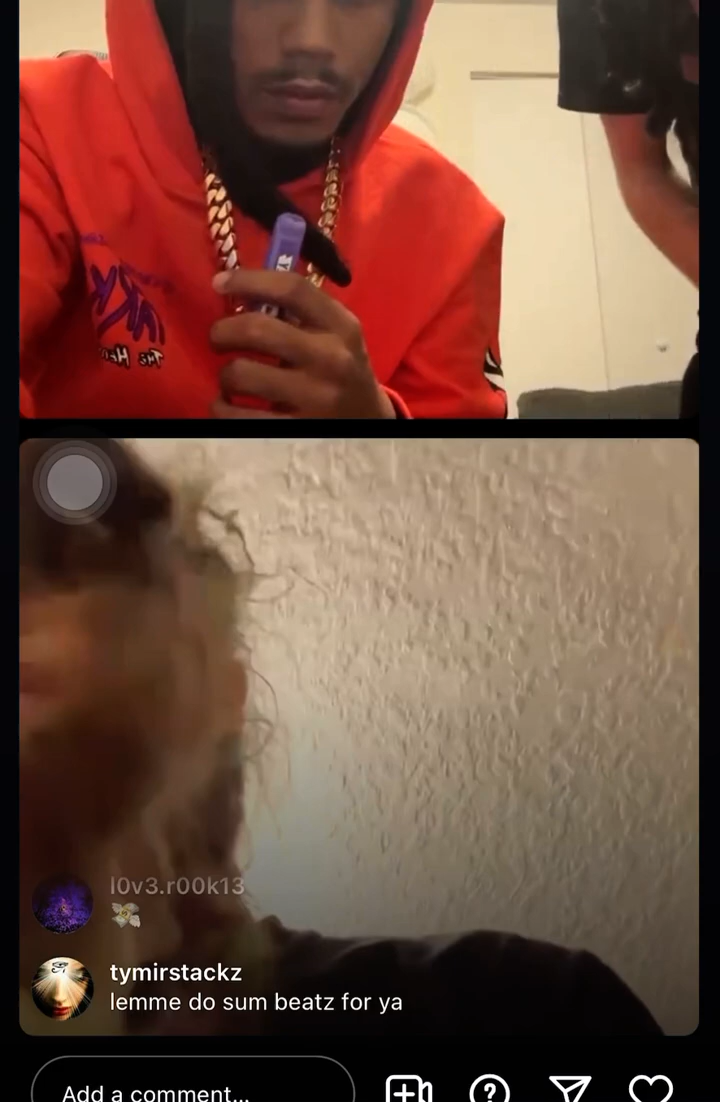 l0v3.r00k13
💸
tymirstackz
lemme do sum beatz for ya
Add a comment...